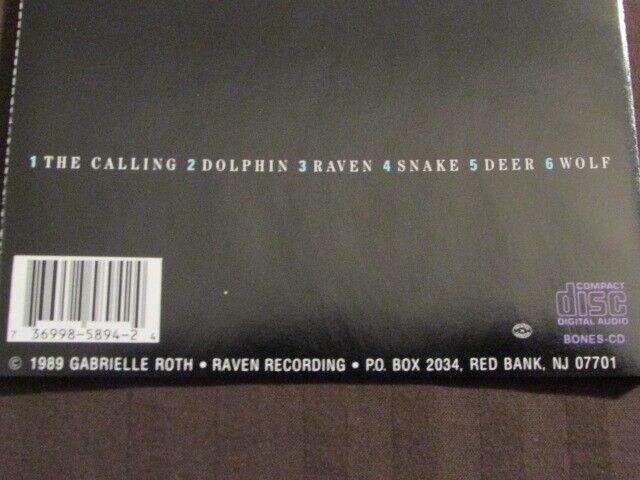 1 THE CALLING 2 DOLPHIN 3 RAVEN 4 SNAKE 5 DEER 6 WOLF
7 36998-5894-2 4
COMPACT
disc
DIGITAL AUDIO
BONES-CD
© 1989 GABRIELLE ROTH • RAVEN RECORDING • P.O. BOX 2034, RED BANK, NJ 07701